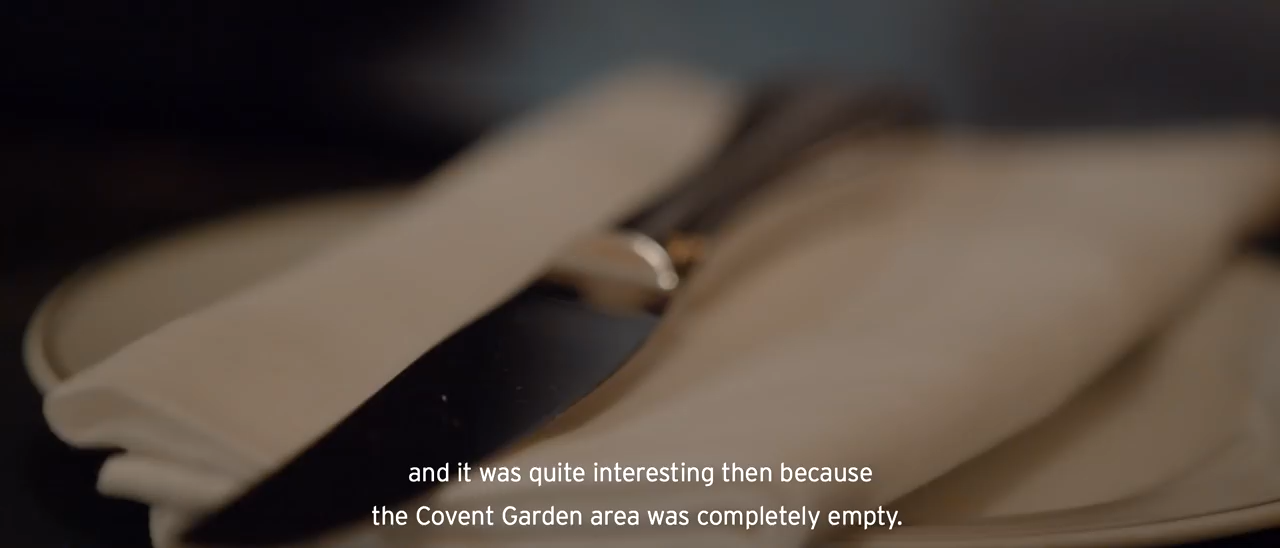 and it was quite interesting then because
the Covent Garden area was completely empty.